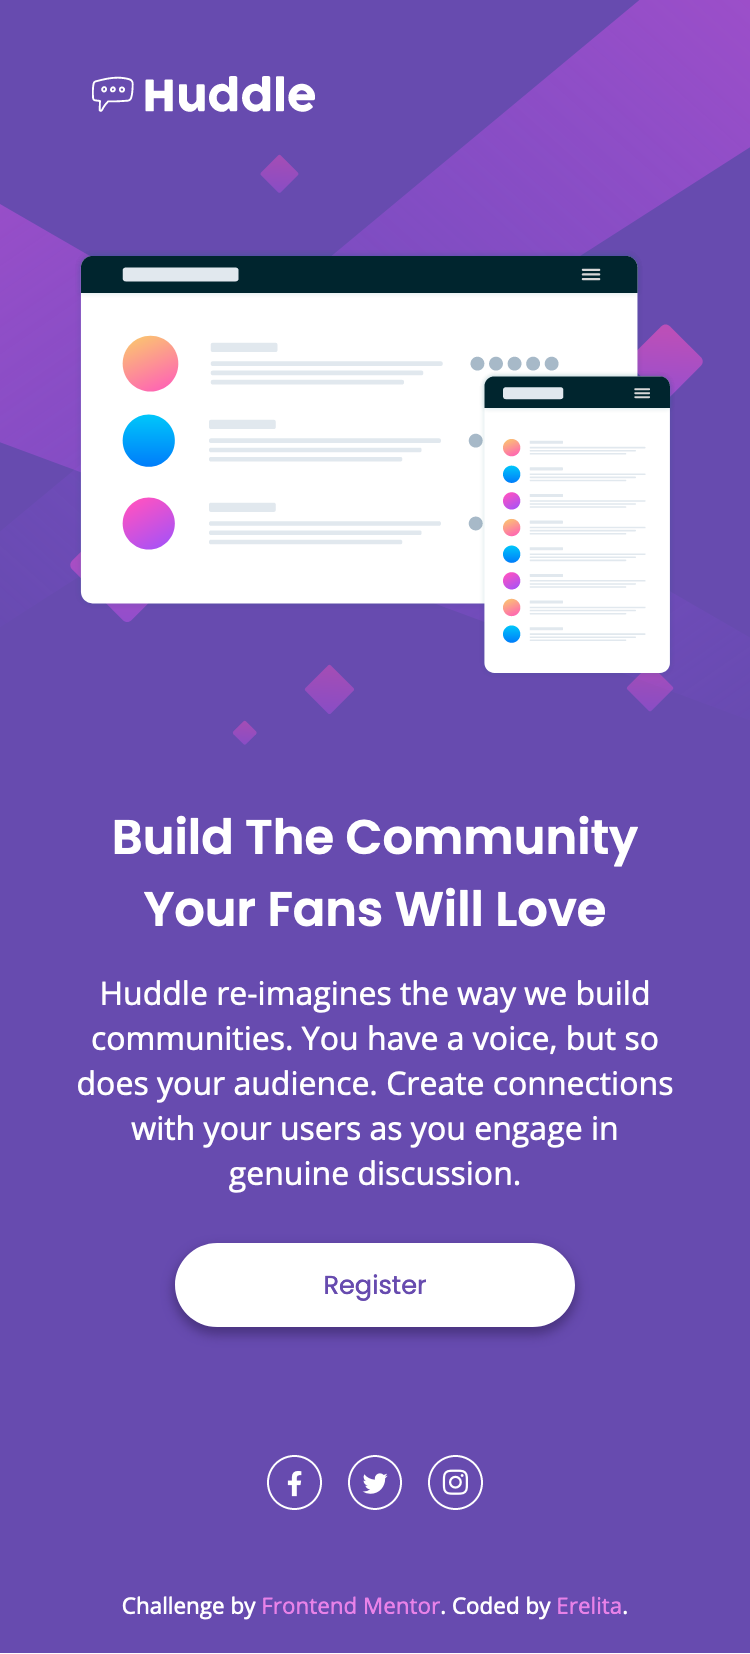 Huddle
Build The Community
Your Fans Will Love
Huddle re-imagines the way we build
communities. You have a voice, but so
does your audience. Create connections
with your users as you engage in
genuine discussion.
Register
Challenge by Frontend Mentor. Coded by Erelita.